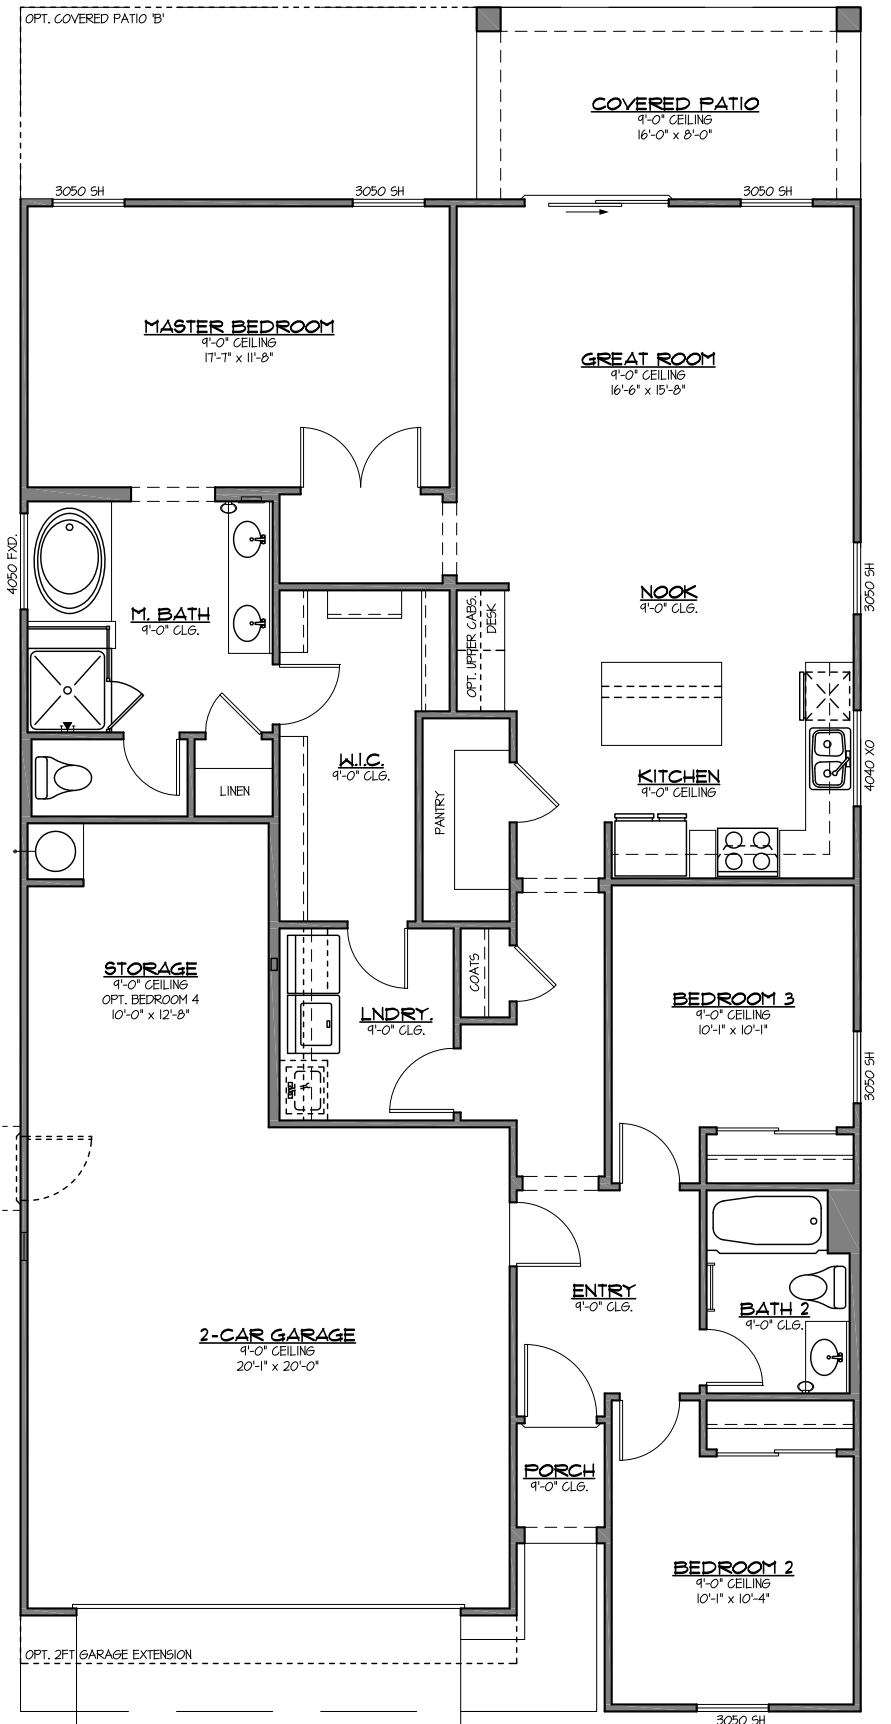 OPT. COVERED PATIO 'B'
COVERED PATIO
9'-0" CEILING
16'-0" x 8'-0"
3050 SH
3050 SH
3050 SH
MASTER BEDROOM
9'-0" CEILING
17'-7" x 11'-8"
GREAT ROOM
9'-0" CEILING
16'-6" x 15'-8"
4050 FXD.
M. BATH
9'-0" CLG.
OPT. UPPER CABS.
DESK
NOOK
9'-0" CLG.
3050 SH
W.I.C.
9'-0" CLG.
LINEN
PANTRY
KITCHEN
9'-0" CEILING
4040 XO
STORAGE
9'-0" CEILING
OPT. BEDROOM 4
10'-0" x 12'-8"
LNDRY.
9'-0" CLG.
COATS
BEDROOM 3
9'-0" CEILING
10'-1" x 10'-1"
3050 SH
2-CAR GARAGE
9'-0" CEILING
20'-1" x 20'-0"
ENTRY
9'-0" CLG.
BATH 2
9'-0" CLG.
PORCH
9'-0" CLG.
BEDROOM 2
9'-0" CEILING
10'-1" x 10'-4"
OPT. 2FT GARAGE EXTENSION
3050 SH